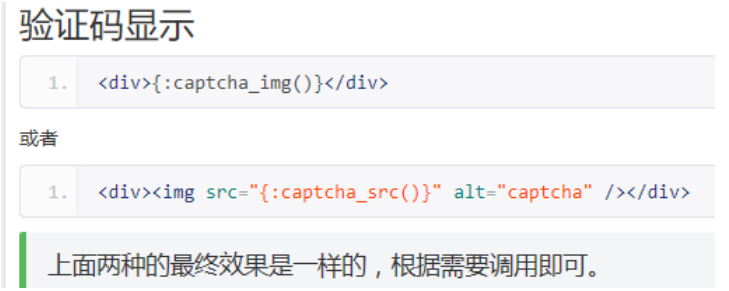 验证码显示
1. <div>{:captcha_img()}</div>
或者
1. <div><img src="{:captcha_src()}" alt="captcha" /></div>
上面两种的最终效果是一样的，根据需要调用即可。